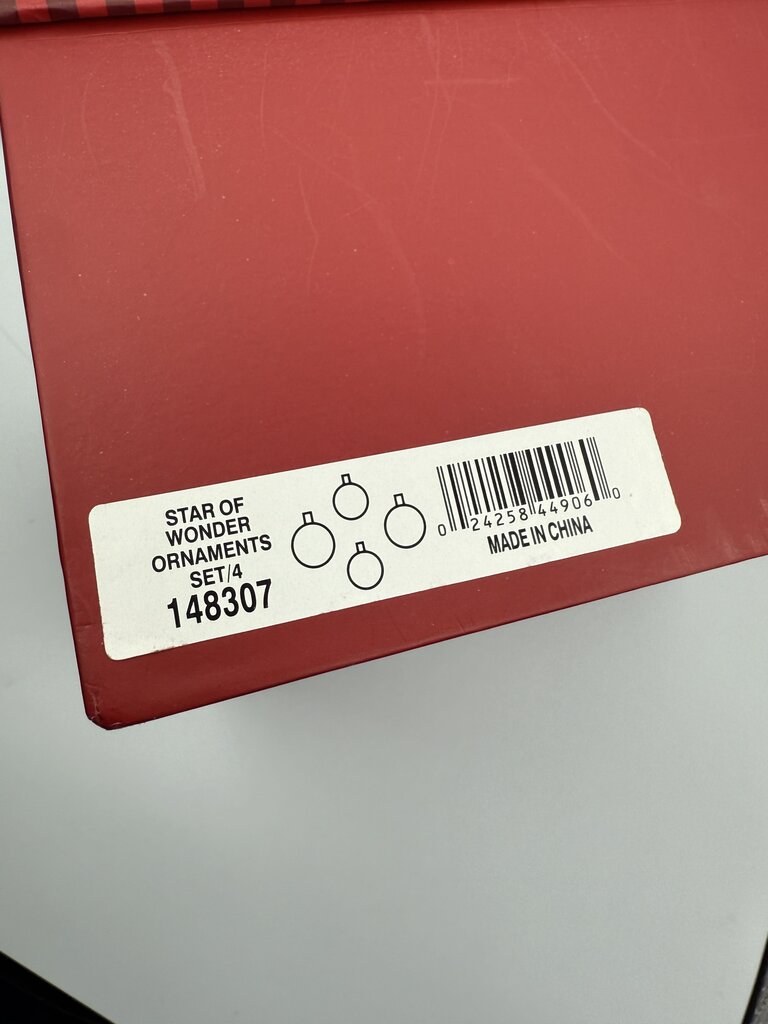 STAR OF
WONDER
ORNAMENTS
SET/4
148307
0 24258 44906 0
MADE IN CHINA